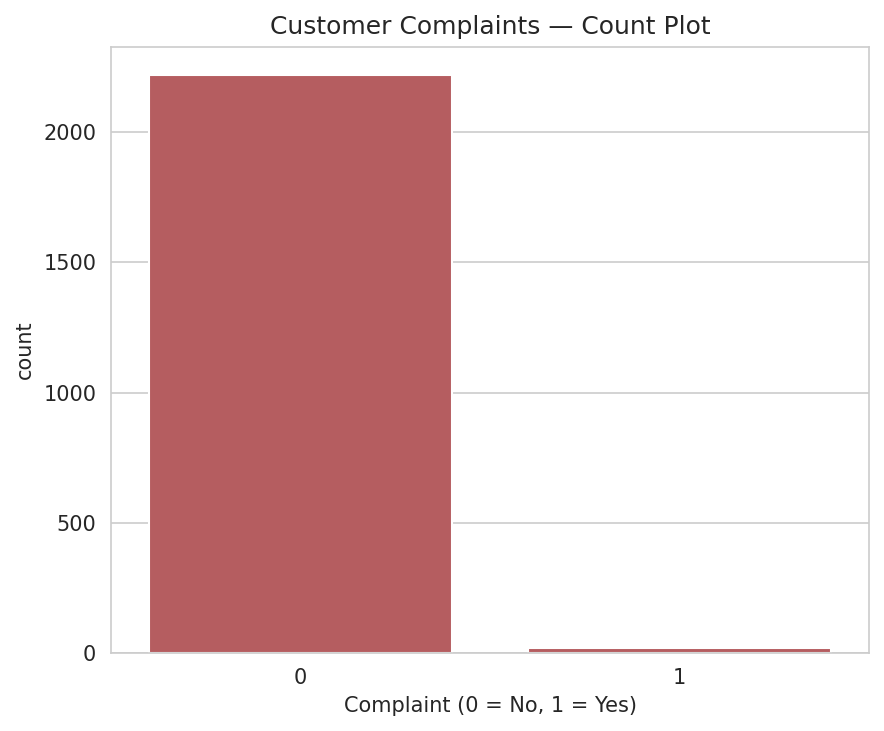 Customer Complaints — Count Plot
2000
1500
1000
500
0
count
0 1
Complaint (0 = No, 1 = Yes)